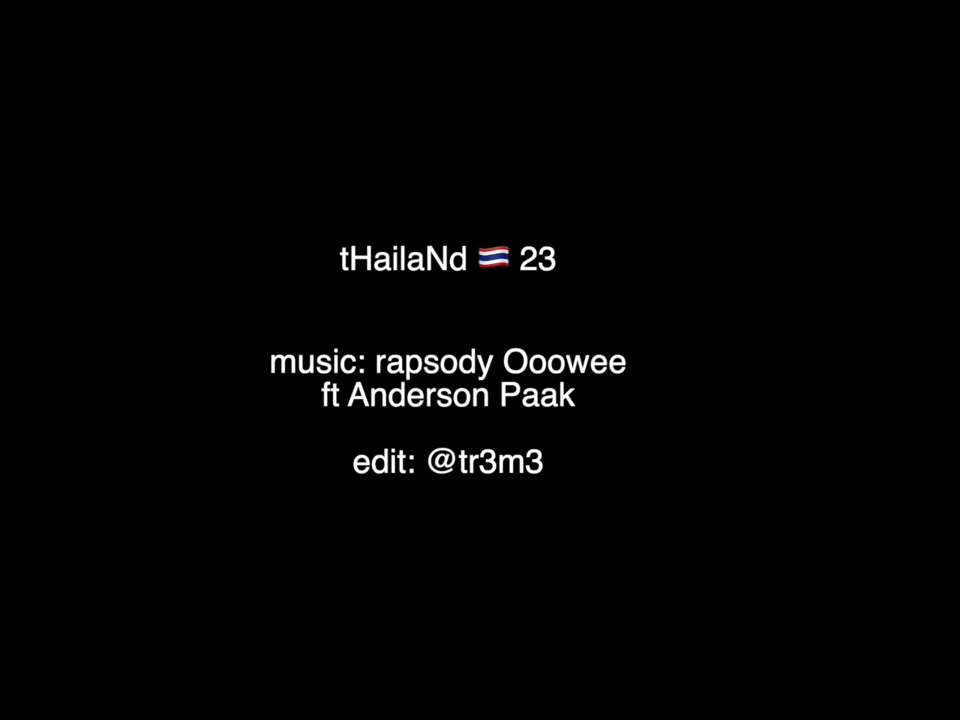 tHailaNd 🇹🇭 23
music: rapsody Ooowee
ft Anderson Paak
edit: @tr3m3